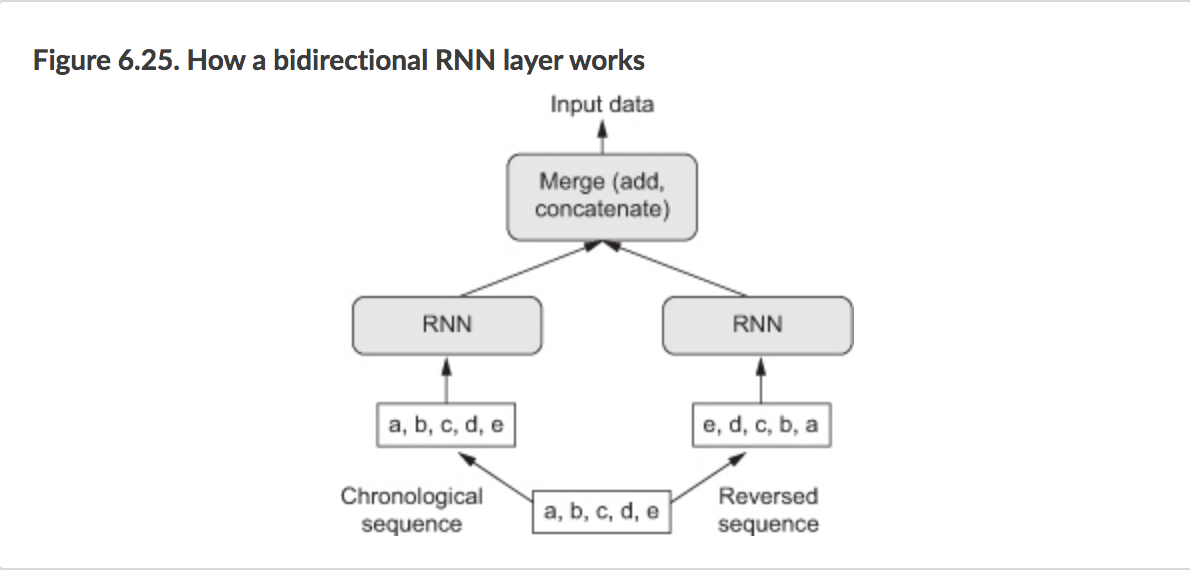 Figure 6.25. How a bidirectional RNN layer works
Input data
Merge (add,
concatenate)
RNN
RNN
a, b, c, d, e
e, d, c, b, a
Chronological
sequence
a, b, c, d, e
Reversed
sequence